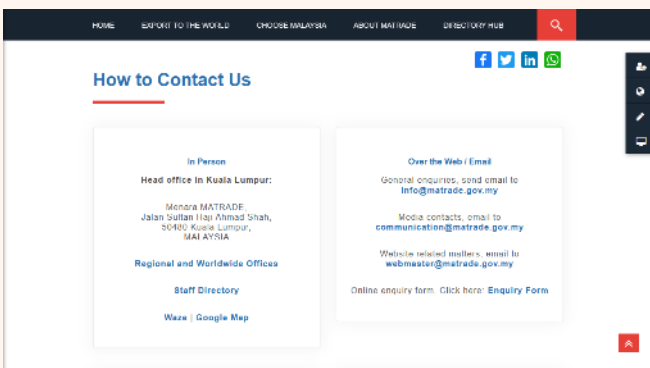 HOME EXPORT TO THE WORLD CHOOSE MALAYSIA ABOUT MATRADE DIRECTORY HUB
How to Contact Us
In Person
Head office in Kuala Lumpur:
Menara MATRADE,
Jalan Sultan Haji Ahmad Shah,
50480 Kuala Lumpur,
MALAYSIA
Regional and Worldwide Offices
Staff Directory
Waze | Google Map
Over the Web / Email
General enquiries, send email to
info@matrade.gov.my
Media contacts, email to
communication@matrade.gov.my
Website related matters, email to
webmaster@matrade.gov.my
Online enquiry form. Click here: Enquiry Form